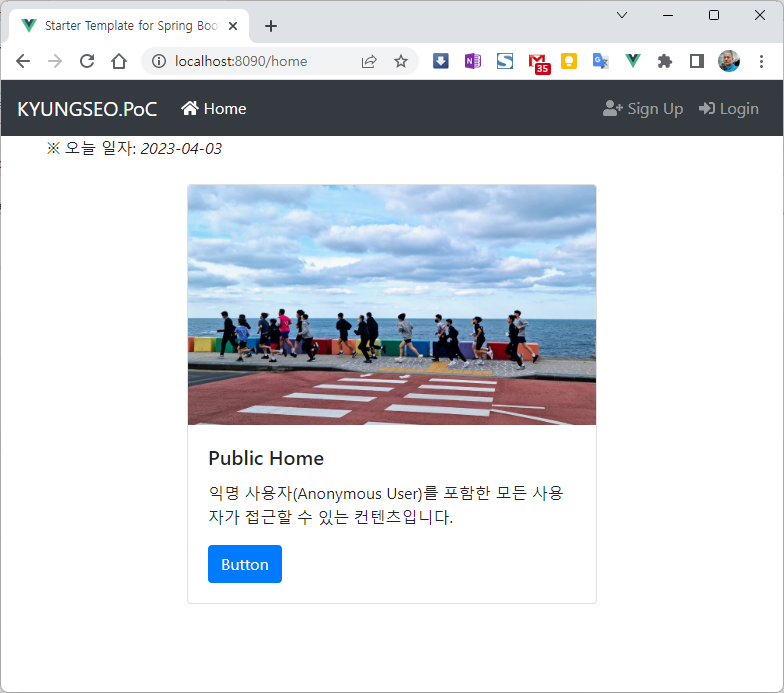 Starter Template for Spring Boo
localhost:8090/home
35
KYUNGSEO.PoC Home Sign Up Login
※ 오늘 일자: 2023-04-03
Public Home
익명 사용자(Anonymous User)를 포함한 모든 사용
자가 접근할 수 있는 컨텐츠입니다.
Button